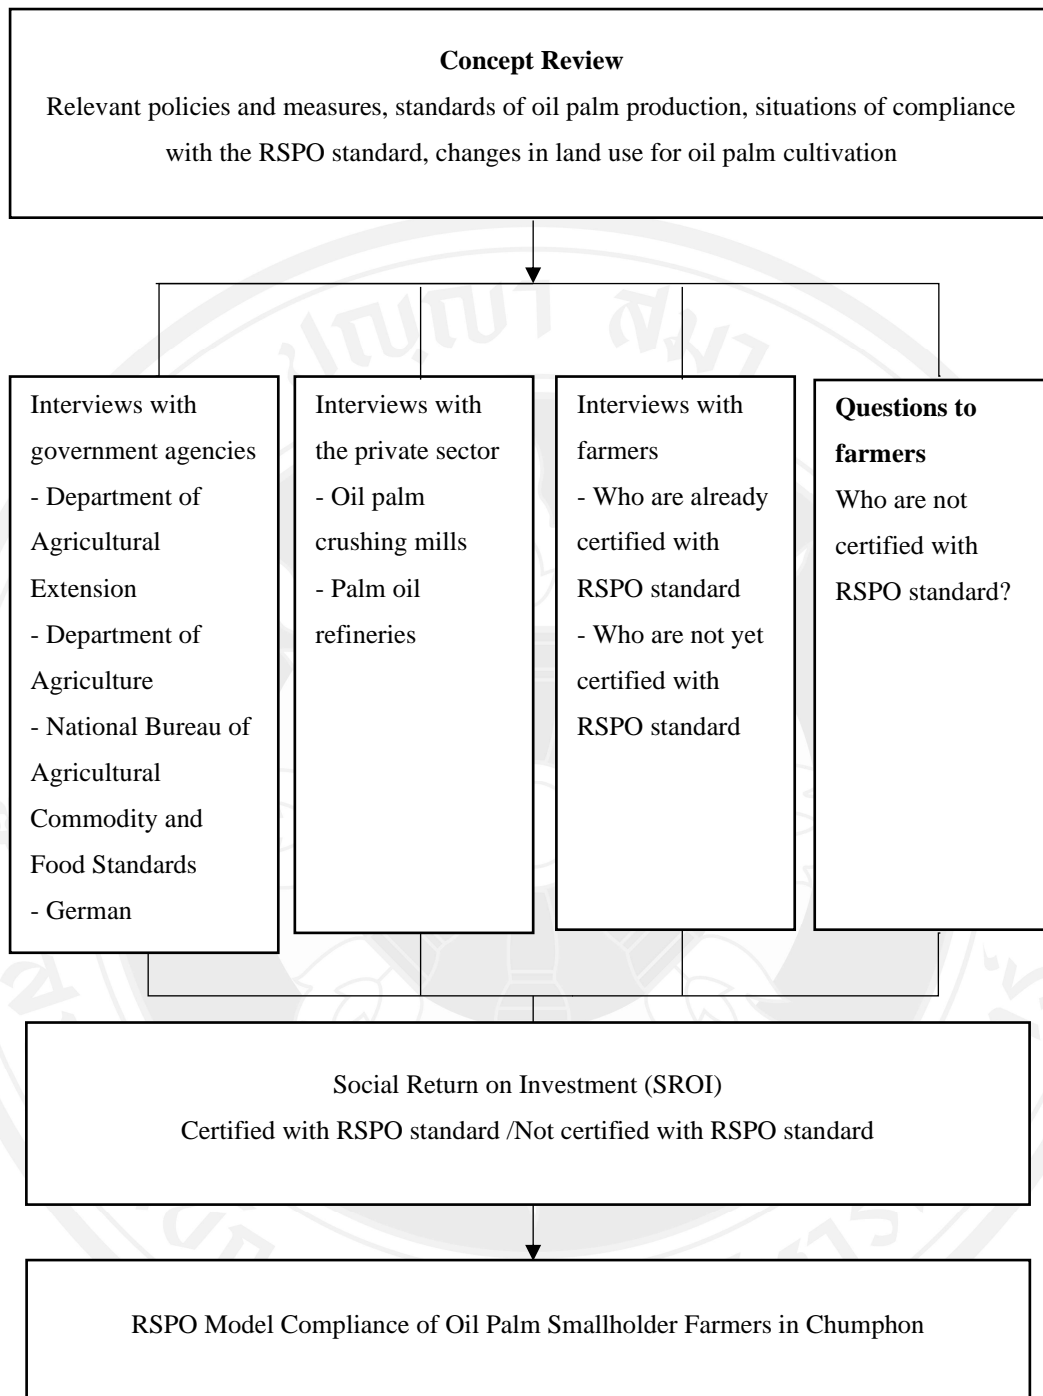 Concept Review
Relevant policies and measures, standards of oil palm production, situations of compliance
with the RSPO standard, changes in land use for oil palm cultivation
Interviews with
government agencies
- Department of
Agricultural
Extension
- Department of
Agriculture
- National Bureau of
Agricultural
Commodity and
Food Standards
- German
Interviews with
the private sector
- Oil palm
crushing mills
- Palm oil
refineries
Interviews with
farmers
- Who are already
certified with
RSPO standard
- Who are not yet
certified with
RSPO standard
Questions to
farmers
Who are not
certified with
RSPO standard?
Social Return on Investment (SROI)
Certified with RSPO standard /Not certified with RSPO standard
RSPO Model Compliance of Oil Palm Smallholder Farmers in Chumphon